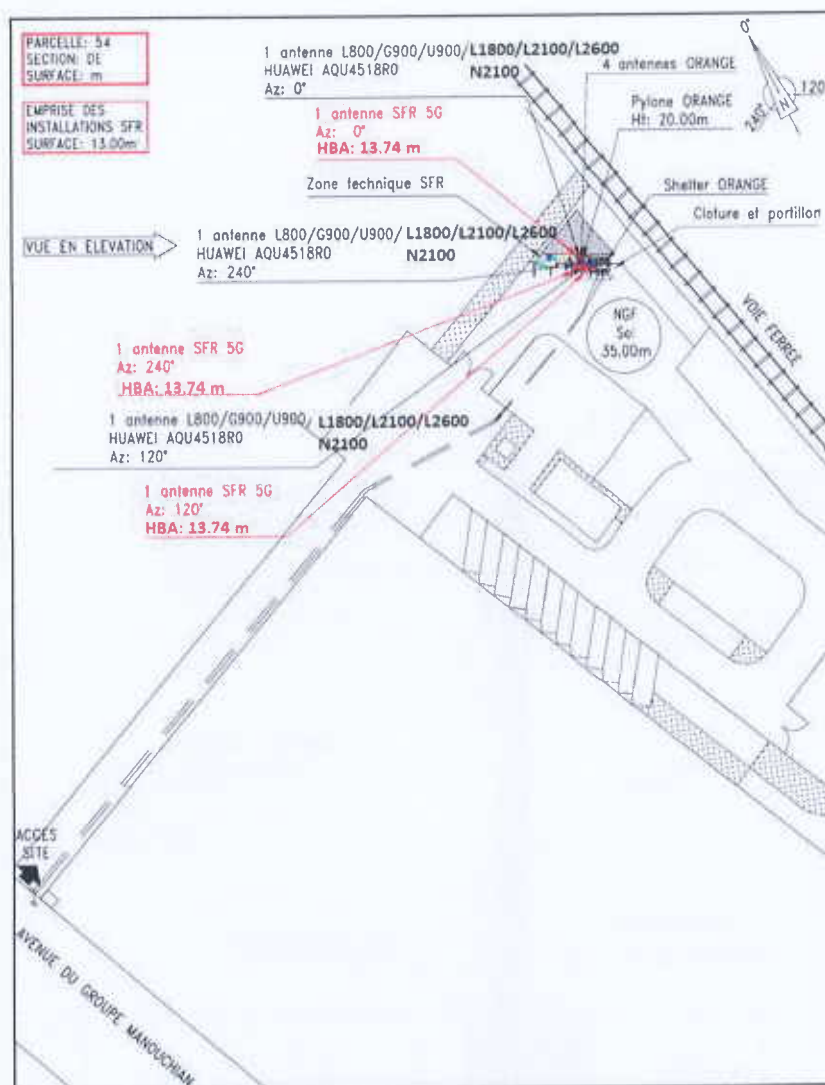 PARCELLE: 54
SECTION: DE
SURFACE: m
EMPRISE DES
INSTALLATIONS SFR
SURFACE: 13.00m
1 antenne L800/G900/U900/L1800/L2100/L2600
HUAWEI AQU4518R0 N2100
Az: 0°
1 antenne SFR 5G
Az: 0°
HBA: 13.74 m
Zone technique SFR
4 antennes ORANGE
Pylone ORANGE
Ht: 20.00m
Shelter ORANGE
Cloture et portillon
0°
120
240°
N
VUE EN ELEVATION
1 antenne L800/G900/U900/L1800/L2100/L2600
HUAWEI AQU4518R0 N2100
Az: 240°
NGF
Sol
35.00m
VOIE FERREE
1 antenne SFR 5G
Az: 240°
HBA: 13.74 m
1 antenne L800/G900/U900/L1800/L2100/L2600
HUAWEI AQU4518R0 N2100
Az: 120°
1 antenne SFR 5G
Az: 120°
HBA: 13.74 m
ACCES
SITE
AVENUE DU GROUPE MANOUCHIAN